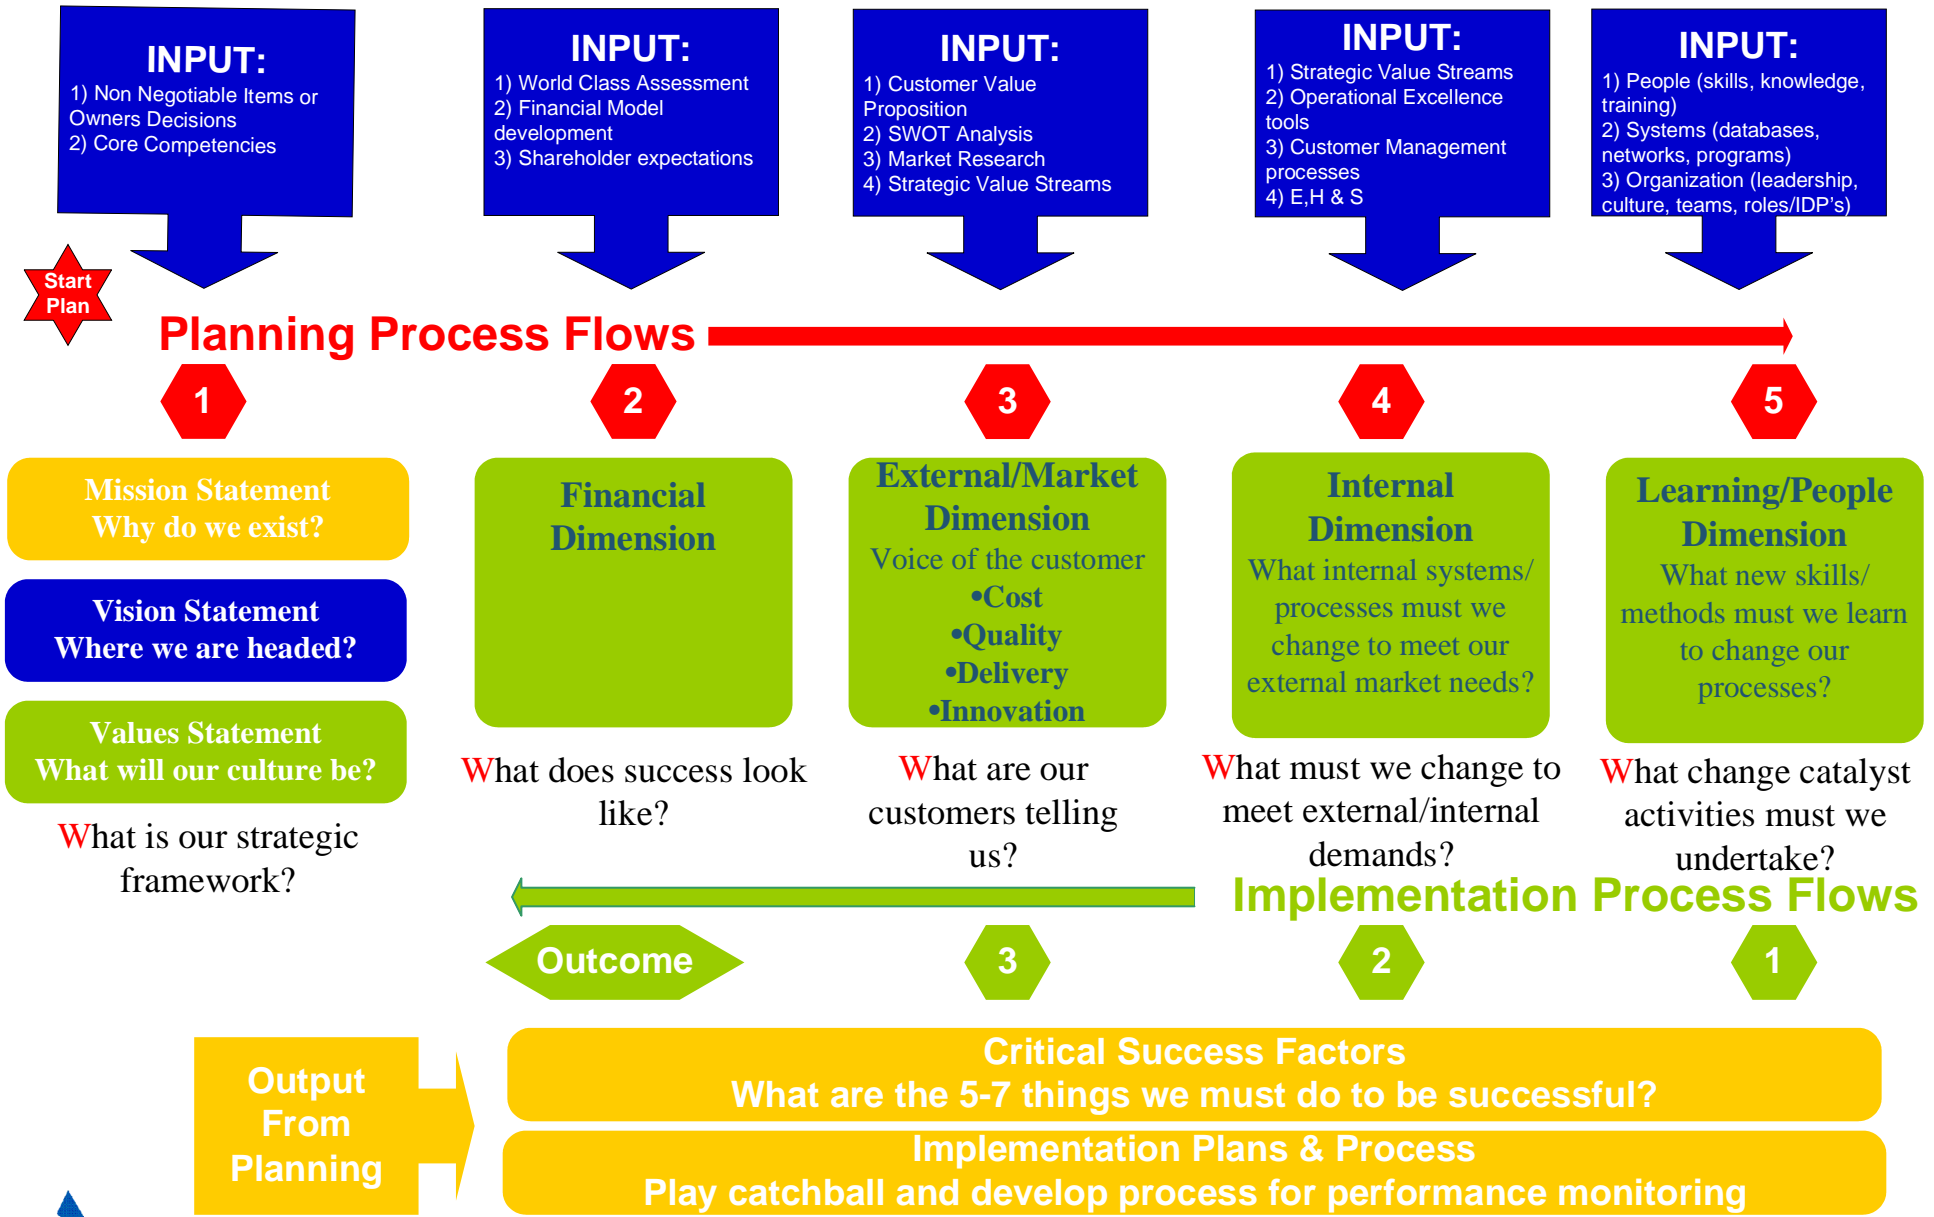 INPUT:
1) Non Negotiable Items or
Owners Decisions
2) Core Competencies
INPUT:
1) World Class Assessment
2) Financial Model
development
3) Shareholder expectations
INPUT:
1) Customer Value
Proposition
2) SWOT Analysis
3) Market Research
4) Strategic Value Streams
INPUT:
1) Strategic Value Streams
2) Operational Excellence
tools
3) Customer Management
processes
4) E,H & S
INPUT:
1) People (skills, knowledge,
training)
2) Systems (databases,
networks, programs)
3) Organization (leadership,
culture, teams, roles/IDP's)
Start
Plan
Planning Process Flows
1
2
3
4
5
Mission Statement
Why do we exist?
Vision Statement
Where we are headed?
Values Statement
What will our culture be?
What is our strategic
framework?
Financial
Dimension
What does success look
like?
External/Market
Dimension
Voice of the customer
•Cost
•Quality
•Delivery
•Innovation
What are our
customers telling
us?
Internal
Dimension
What internal systems/
processes must we
change to meet our
external market needs?
What must we change to
meet external/internal
demands?
Learning/People
Dimension
What new skills/
methods must we learn
to change our
processes?
What change catalyst
activities must we
undertake?
Implementation Process Flows
Outcome
3
2
1
Output
From
Planning
Critical Success Factors
What are the 5-7 things we must do to be successful?
Implementation Plans & Process
Play catchball and develop process for performance monitoring